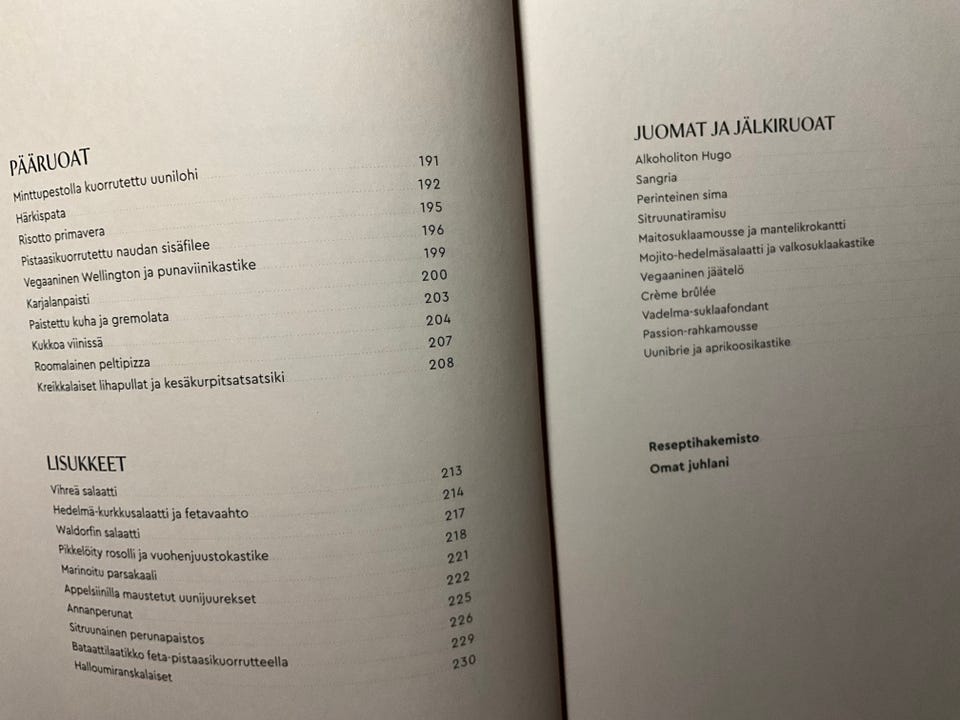 PÄÄRUOAT
Minttupestolla kuorrutettu uunilohi 191
Härkispata 192
Risotto primavera 195
Pistaasikuorrutettu naudan sisäfilee 196
Vegaaninen Wellington ja punaviinikastike 199
Karjalanpaisti 200
Paistettu kuha ja gremolata 203
Kukkoa viinissä 204
Roomalainen peltipizza 207
Kreikkalaiset lihapullat ja kesäkurpitsatsatsiki 208
LISUKKEET
Vihreä salaatti 213
Hedelmä-kurkkusalaatti ja fetavaahto 214
Waldorfin salaatti 217
Pikkelöity rosolli ja vuohenjuustokastike 218
Marinoitu parsakaali 221
Appelsiinilla maustetut uunijuurekset 222
Annanperunat 225
Sitruunainen perunapaistos 226
Bataattilaatikko feta-pistaasikuorrutteella 229
Halloumiranskalaiset 230
JUOMAT JA JÄLKIRUOAT
Alkoholiton Hugo
Sangria
Perinteinen sima
Sitruunatiramisu
Maitosuklaamousse ja mantelikrokantti
Mojito-hedelmäsalaatti ja valkosuklaakastike
Vegaaninen jäätelö
Crème brûlée
Vadelma-suklaafondant
Passion-rahkamousse
Uunibrie ja aprikoosikastike
Reseptihakemisto
Omat juhlani